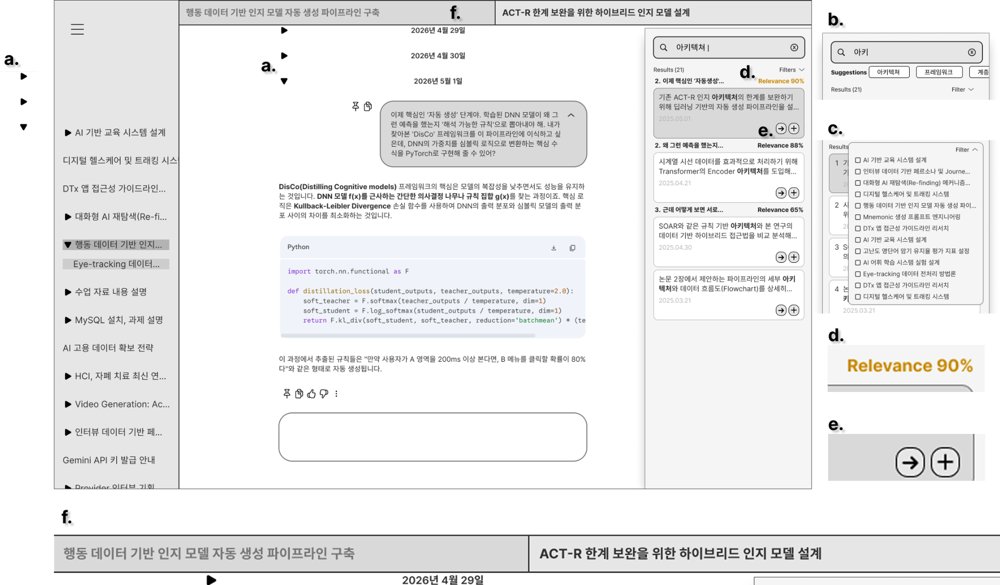 a.
행동 데이터 기반 인지 모델 자동 생성 파이프라인 구축
f.
ACT-R 한계 보완을 위한 하이브리드 인지 모델 설계
AI 기반 교육 시스템 설계
디지털 헬스케어 및 트래킹 시스
DTx 앱 접근성 가이드라인...
대화형 AI 재탐색(Re-fi...
행동 데이터 기반 인지...
Eye-tracking 데이터...
수업 자료 내용 설명
MySQL 설치, 과제 설명
AI 고용 데이터 확보 전략
HCI, 자폐 치료 최신 연...
Video Generation: Ac...
인터뷰 데이터 기반 페...
Gemini API 키 발급 안내
Provider 인터뷰 기획
2026년 4월 29일
2026년 4월 30일
a.
2026년 5월 1일
이제 핵심인 '자동 생성' 단계야. 학습된 DNN 모델이 왜 그
런 예측을 했는지 '해석 가능한 규칙'으로 뽑아내야 해. 내가
찾아본 'DisCo' 프레임워크를 이 파이프라인에 이식하고 싶
은데, DNN의 가중치를 심볼릭 로직으로 변환하는 핵심 수
식을 PyTorch로 구현해 줄 수 있어?
DisCo(Distilling Cognitive models) 프레임워크의 핵심은 모델의 복잡성을 낮추면서도 성능을 유지하
는 것입니다. DNN 모델 f(x)를 근사하는 간단한 의사결정 나무나 규칙 집합 g(x)를 찾는 과정이죠. 핵심 로
직은 Kullback-Leibler Divergence 손실 함수를 사용하여 DNN의 출력 분포와 심볼릭 모델의 출력 분
포 사이의 차이를 최소화하는 것입니다.
Python
import torch.nn.functional as F
def distillation_loss(student_outputs, teacher_outputs, temperature=2.0):
soft_teacher = F.softmax(teacher_outputs / temperature, dim=1)
soft_student = F.log_softmax(student_outputs / temperature, dim=1)
return F.kl_div(soft_student, soft_teacher, reduction='batchmean') * (te
이 과정에서 추출된 규칙들은 "만약 사용자가 A 영역을 200ms 이상 본다면, B 메뉴를 클릭할 확률이 80%
다"와 같은 형태로 자동 생성됩니다.
아키텍쳐 |
Results (21)
Filters
d.
2. 이제 핵심인 ‘자동생성'...
Relevance 90%
기존 ACT-R 인지 아키텍처의 한계를 보완하기
위해 딥러닝 기반의 자동 생성 파이프라인을 설...
2025.05.01
e.
2. 왜 그런 예측을 했는지...
Relevance 88%
시계열 시선 데이터를 효과적으로 처리하기 위해
Transformer의 Encoder 아키텍처를 도입해...
2025.04.21
3. 근데 어떻게 보면 서로...
Relevance 65%
SOAR와 같은 규칙 기반 아키텍처와 본 연구의
데이터 기반 하이브리드 접근법을 비교 분석해...
2025.04.30
논문 2장에서 제안하는 파이프라인의 세부 아키
텍처와 데이터 흐름도(Flowchart)를 상세히...
2025.03.21
b.
아키
Suggestions
아키텍쳐
프레임워크
계층
Results (21)
Filter
c.
Results
Filter
1 기
기
20
2 시
위
20
3 S
의
20
4 논
키
2025.03.21
AI 기반 교육 시스템 설계
인터뷰 데이터 기반 페르소나 및 Journe...
대화형 AI 재탐색(Re-finding) 메커니즘...
디지털 헬스케어 및 트래킹 시스템
행동 데이터 기반 인지 모델 자동 생성 파이...
Mnemonic 생성 프롬프트 엔지니어링
DTx 앱 접근성 가이드라인 리서치
AI 기반 교육 시스템 설계
고난도 영단어 암기 유지율 평가 지표 설정
AI 어휘 학습 시스템 실험 설계
Eye-tracking 데이터 전처리 방법론
DTx 앱 접근성 가이드라인 리서치
디지털 헬스케어 및 트래킹 시스템
d.
Relevance 90%
e.
f.
행동 데이터 기반 인지 모델 자동 생성 파이프라인 구축
ACT-R 한계 보완을 위한 하이브리드 인지 모델 설계
2026년 4월 29일